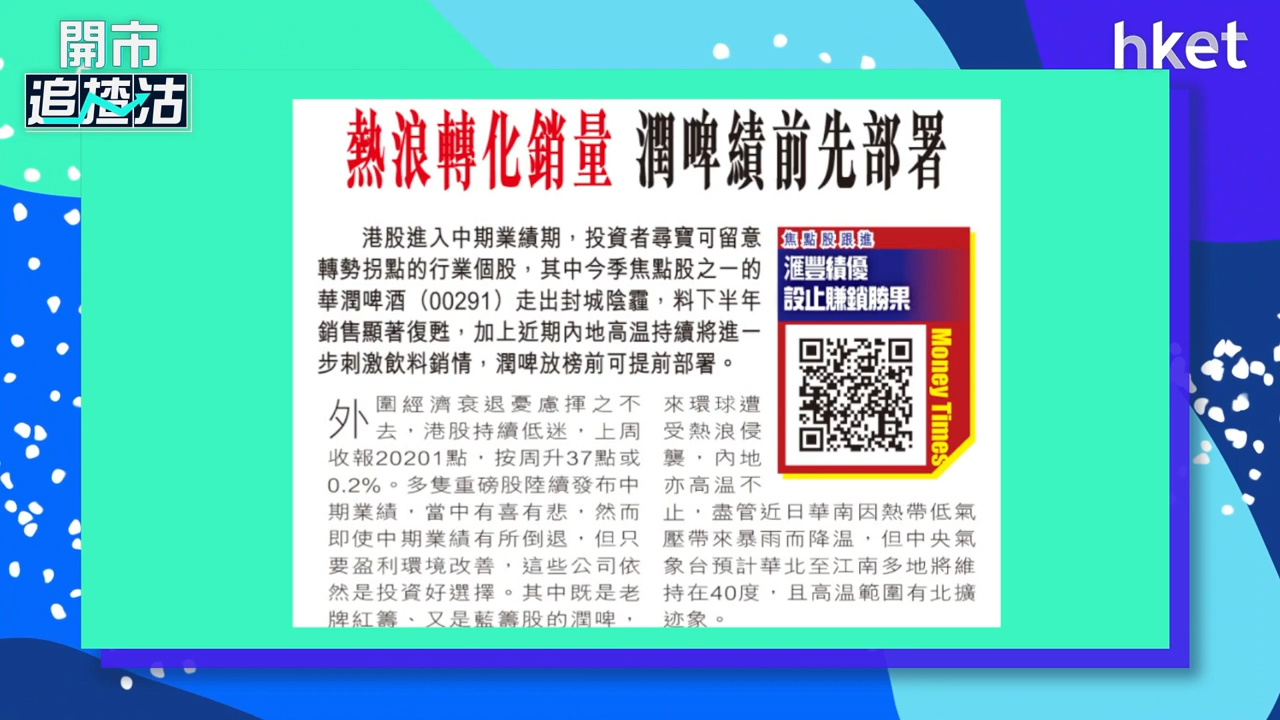 開市
追揸沽
hket
熱浪轉化銷量 潤啤績前先部署
港股進入中期業績期，投資者尋寶可留意
轉勢拐點的行業個股，其中今季焦點股之一的
華潤啤酒（00291）走出封城陰霾，料下半年
銷售顯著復甦，加上近期內地高温持續將進一
步刺激飲料銷情，潤啤放榜前可提前部署。
焦點股跟進
滙豐績優
設止賺鎖勝果
Money Times
外圍經濟衰退憂慮揮之不
去，港股持續低迷，上周
收報20201點，按周升37點或
0.2%。多隻重磅股陸續發布中
期業績，當中有喜有悲，然而
即使中期業績有所倒退，但只
要盈利環境改善，這些公司依
然是投資好選擇。其中既是老
牌紅籌、又是藍籌股的潤啤，
來環球遭
受熱浪侵
襲，內地
亦高温不
止，盡管近日華南因熱帶低氣
壓帶來暴雨而降温，但中央氣
象台預計華北至江南多地將維
持在40度，且高温範圍有北擴
迹象。